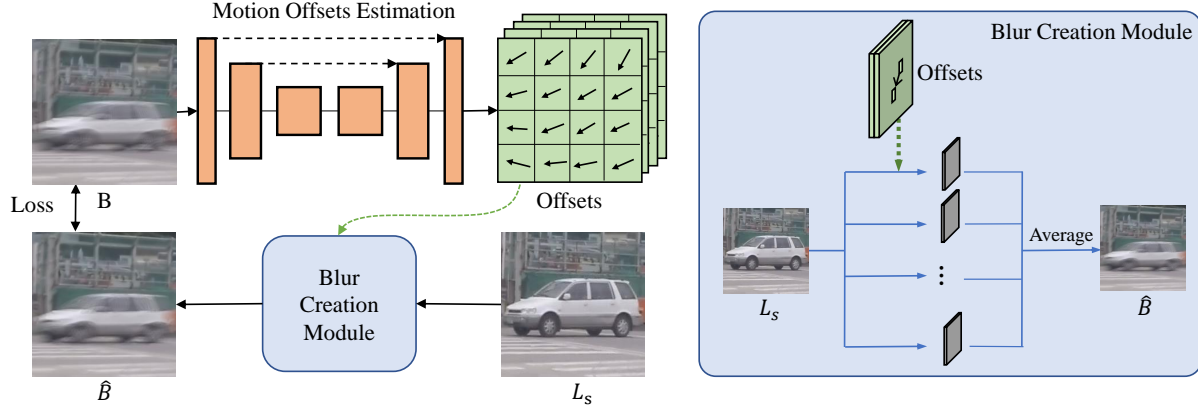 Motion Offsets Estimation
B
Loss
Offsets
Blur
Creation
Module
B̂
Lₛ
Blur Creation Module
Offsets
Average
Lₛ
B̂